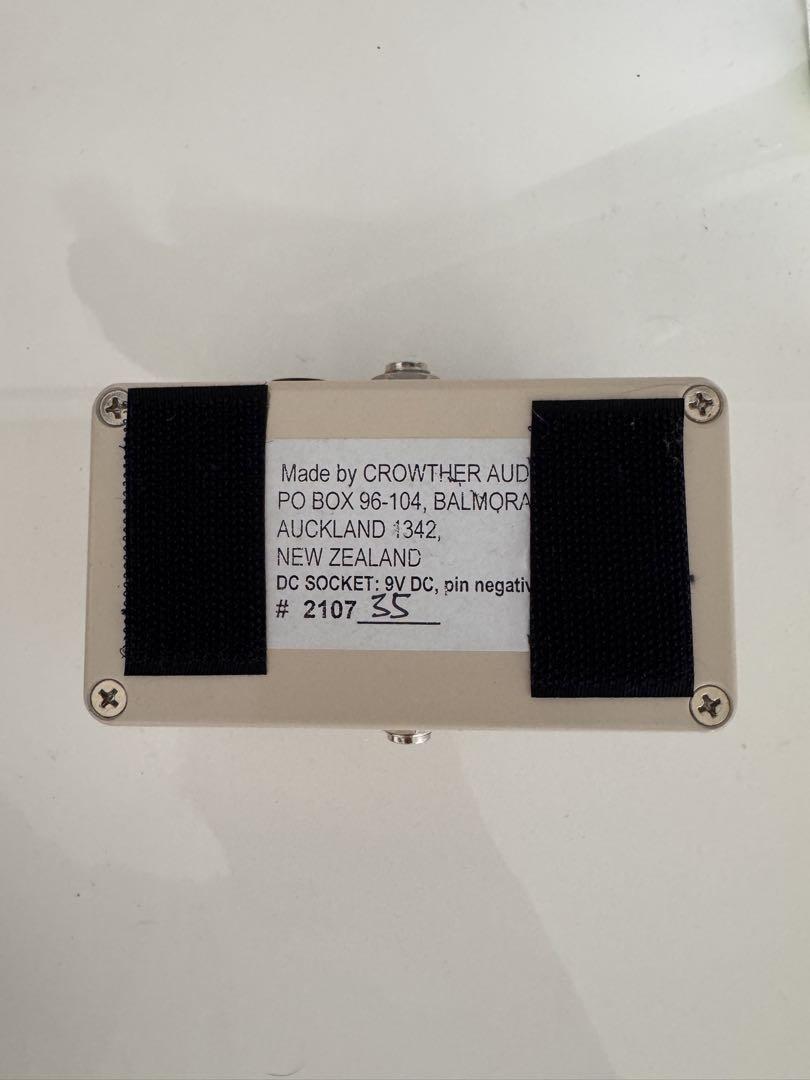 Made by CROWTHER AUD
PO BOX 96-104, BALMORA
AUCKLAND 1342,
NEW ZEALAND
DC SOCKET: 9V DC, pin negativ
# 2107 35